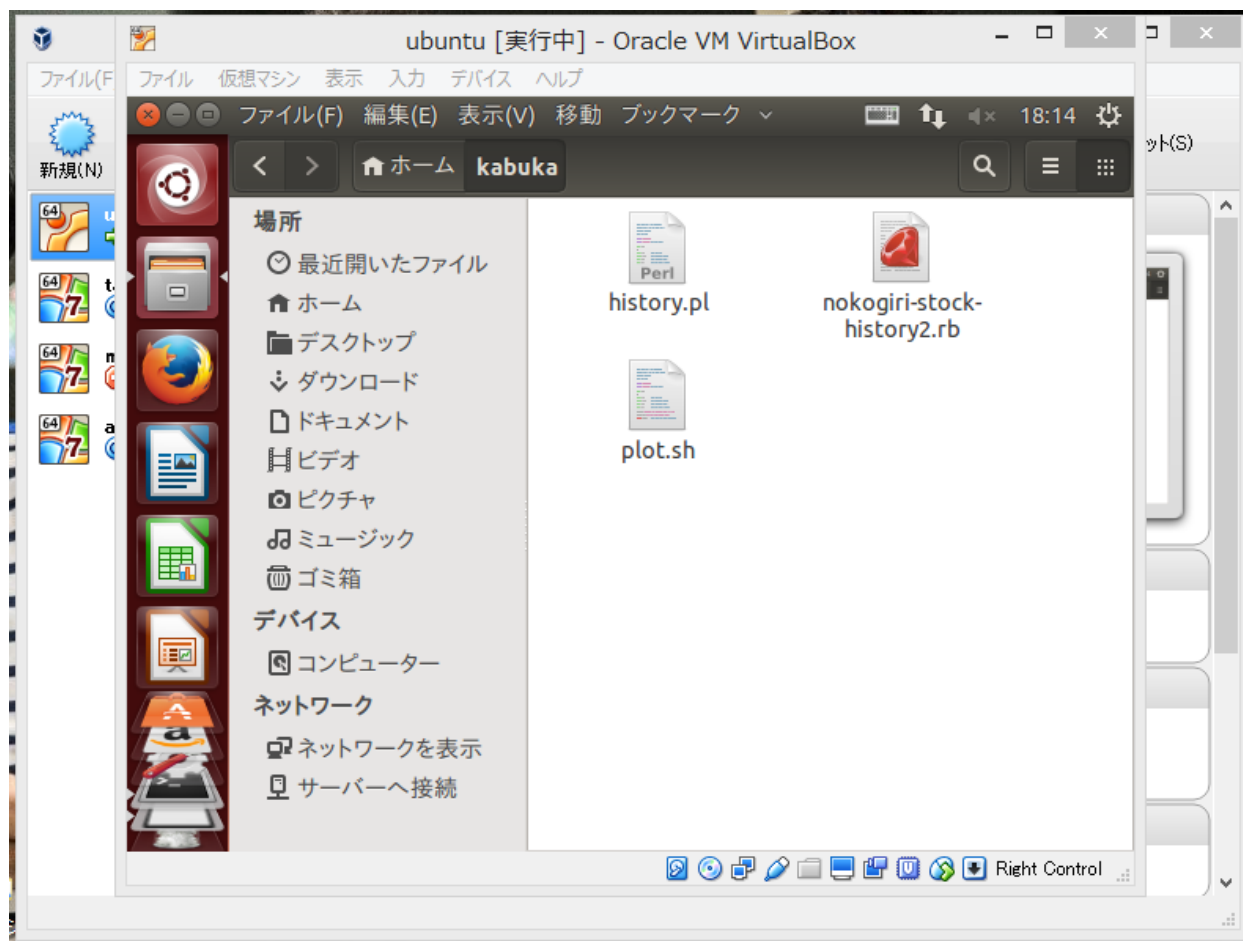 ubuntu [実行中] - Oracle VM VirtualBox
ファイル(F
ファイル 仮想マシン 表示 入力 デバイス ヘルプ
ファイル(F) 編集(E) 表示(V) 移動 ブックマーク
18:14
新規(N)
ット(S)
ホーム kabuka
64 u
64 7 t
64 7 m
64 7 a
場所
最近開いたファイル
ホーム
デスクトップ
ダウンロード
ドキュメント
ビデオ
ピクチャ
ミュージック
ゴミ箱
デバイス
コンピューター
ネットワーク
ネットワークを表示
サーバーへ接続
Perl
history.pl
nokogiri-stock-
history2.rb
plot.sh
a
Right Control